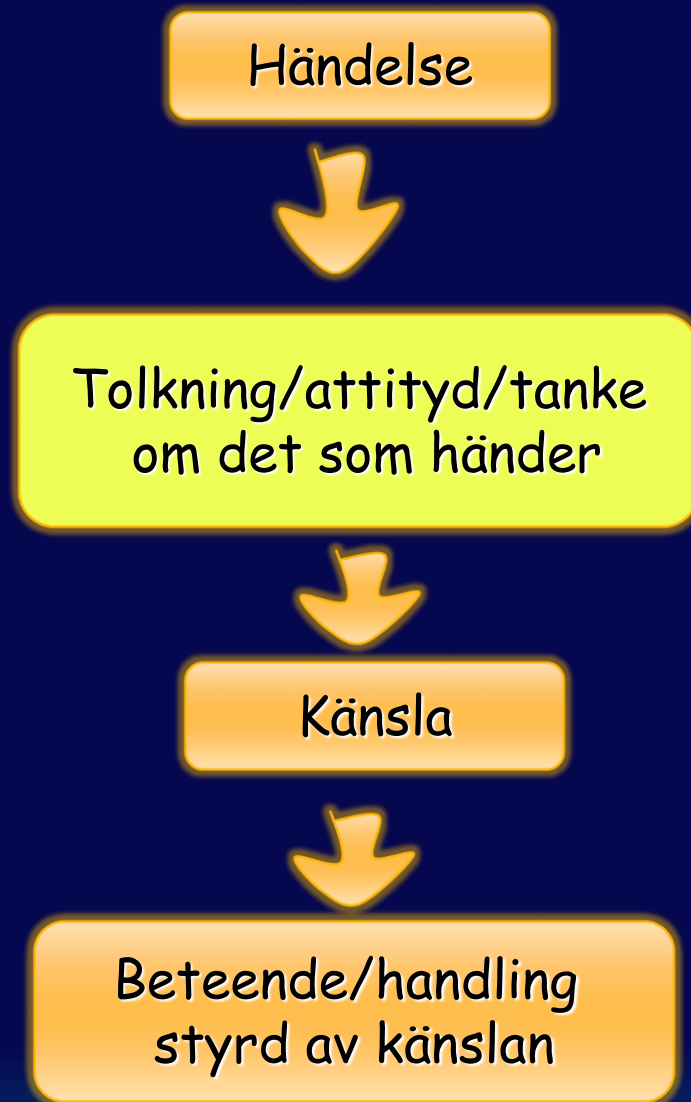 Händelse
Tolkning/attityd/tanke
om det som händer
Känsla
Beteende/handling
styrd av känslan